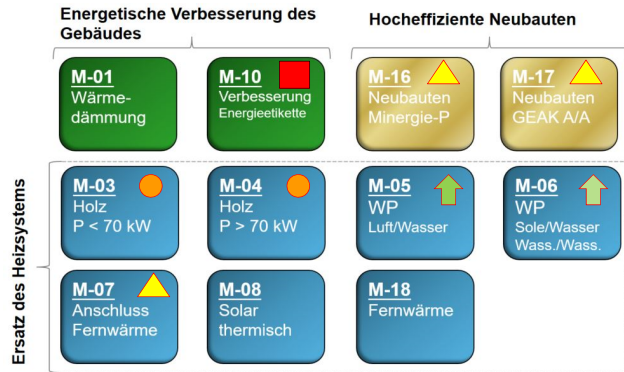 Energetische Verbesserung des
Gebäudes
Hocheffiziente Neubauten
M-01
Wärme-
dämmung
M-10
Verbesserung
Energieetikette
M-16
Neubauten
Minergie-P
M-17
Neubauten
GEAK A/A
Ersatz des Heizsystems
M-03
Holz
P < 70 kW
M-04
Holz
P > 70 kW
M-05
WP
Luft/Wasser
M-06
WP
Sole/Wasser
Wass./Wass.
M-07
Anschluss
Fernwärme
M-08
Solar
thermisch
M-18
Fernwärme